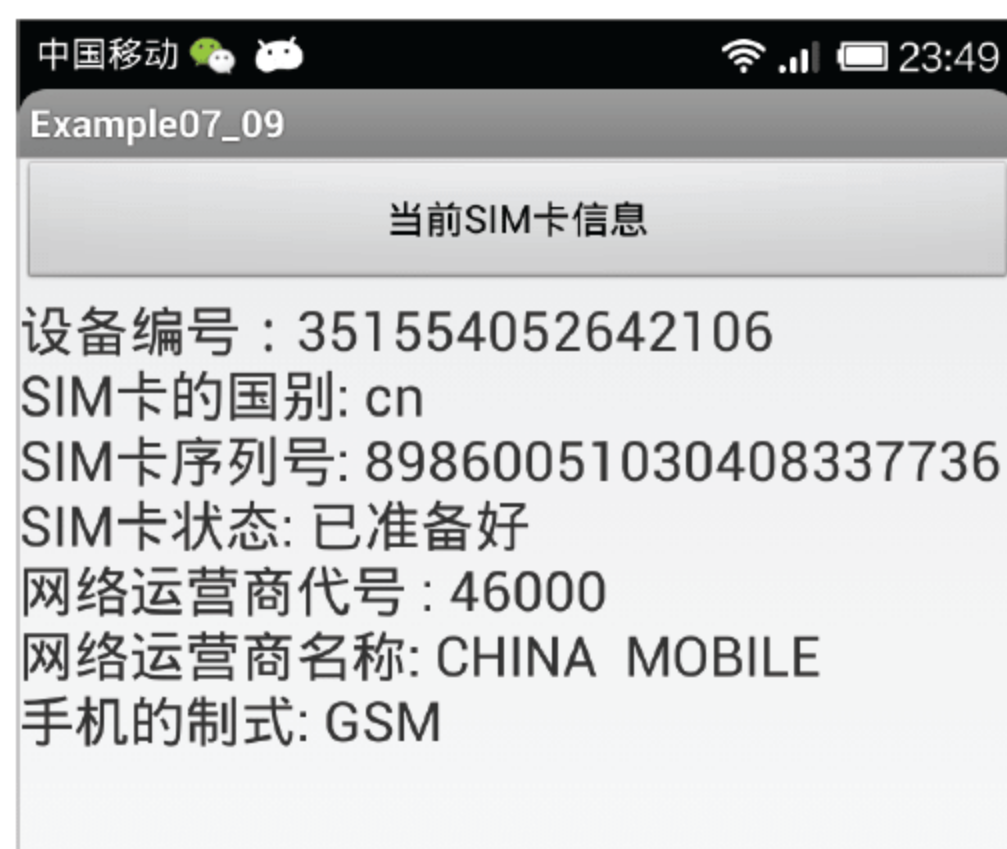 中国移动 23:49
Example07_09
当前SIM卡信息
设备编号：351554052642106
SIM卡的国别: cn
SIM卡序列号: 89860051030408337736
SIM卡状态: 已准备好
网络运营商代号 : 46000
网络运营商名称: CHINA  MOBILE
手机的制式: GSM